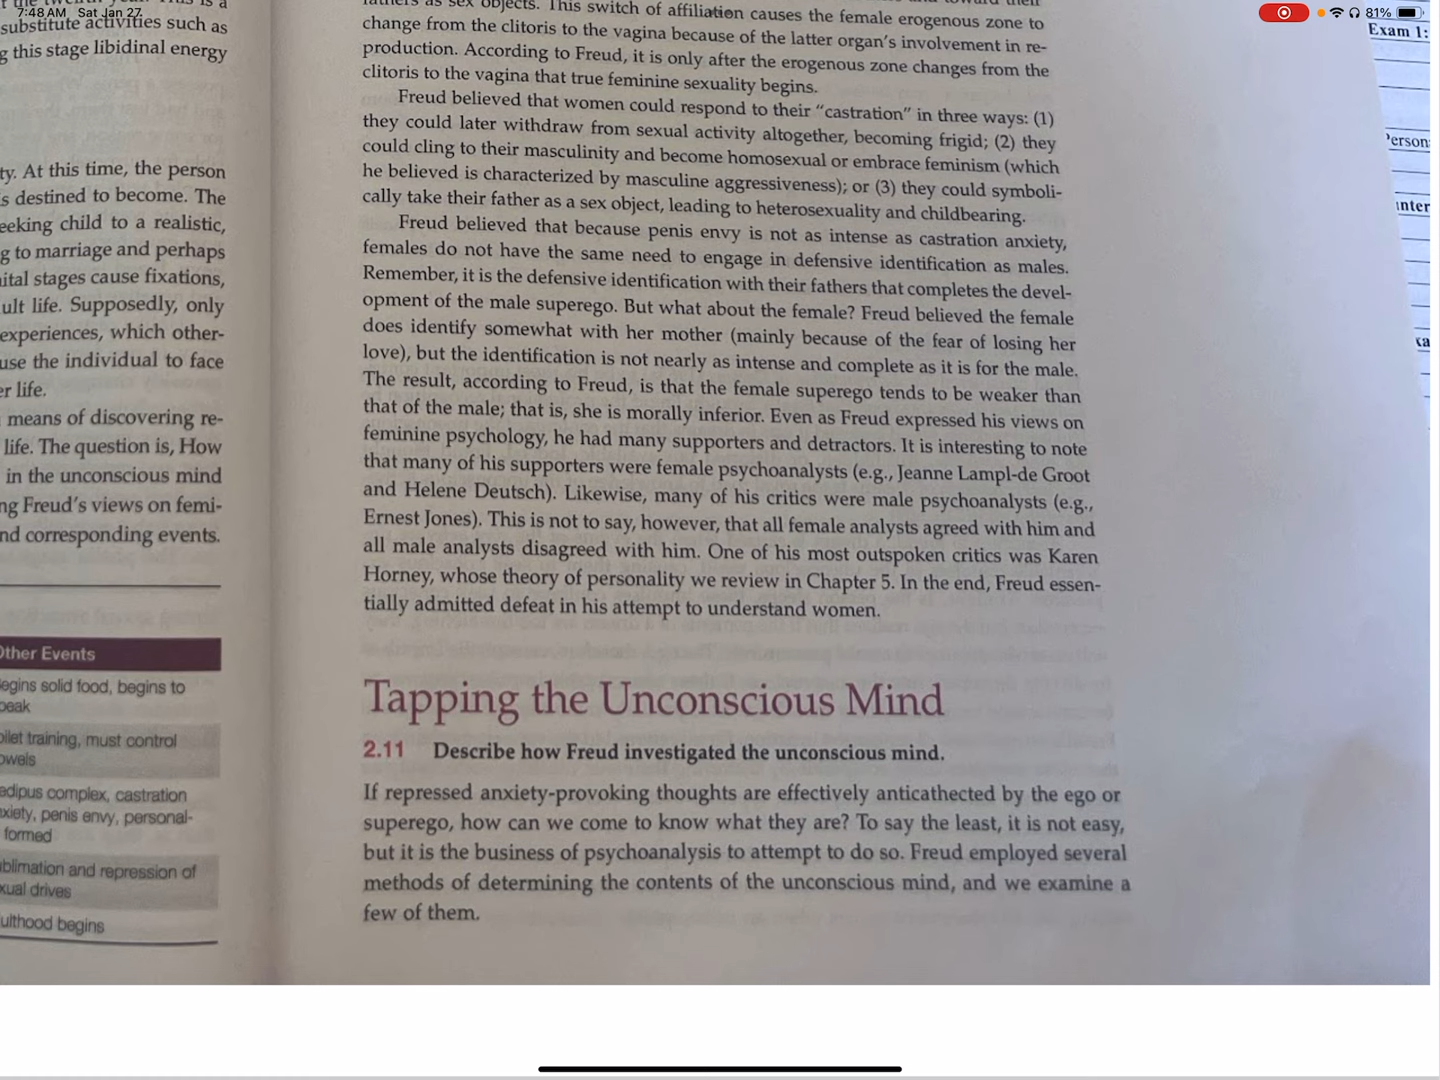 7:48 AM Sat Jan 27
81%
substitute activities such as
this stage libidinal energy
At this time, the person
destined to become. The
child to a realistic,
to marriage and perhaps
stages cause fixations,
life. Supposedly, only
experiences, which other-
the individual to face
life.
means of discovering re-
life. The question is, How
in the unconscious mind
Freud's views on femi-
corresponding events.
Other Events
solid food, begins to
training, must control
complex, castration
penis envy, personal-
formed
and repression of
drives
begins
as sex objects. This switch of affiliation causes the female erogenous zone to
change from the clitoris to the vagina because of the latter organ's involvement in re-
production. According to Freud, it is only after the erogenous zone changes from the
clitoris to the vagina that true feminine sexuality begins.
Freud believed that women could respond to their "castration" in three ways: (1)
they could later withdraw from sexual activity altogether, becoming frigid; (2) they
could cling to their masculinity and become homosexual or embrace feminism (which
he believed is characterized by masculine aggressiveness); or (3) they could symboli-
cally take their father as a sex object, leading to heterosexuality and childbearing.
Freud believed that because penis envy is not as intense as castration anxiety,
females do not have the same need to engage in defensive identification as males.
Remember, it is the defensive identification with their fathers that completes the devel-
opment of the male superego. But what about the female? Freud believed the female
does identify somewhat with her mother (mainly because of the fear of losing her
love), but the identification is not nearly as intense and complete as it is for the male.
The result, according to Freud, is that the female superego tends to be weaker than
that of the male; that is, she is morally inferior. Even as Freud expressed his views on
feminine psychology, he had many supporters and detractors. It is interesting to note
that many of his supporters were female psychoanalysts (e.g., Jeanne Lampl-de Groot
and Helene Deutsch). Likewise, many of his critics were male psychoanalysts (e.g.,
Ernest Jones). This is not to say, however, that all female analysts agreed with him and
all male analysts disagreed with him. One of his most outspoken critics was Karen
Horney, whose theory of personality we review in Chapter 5. In the end, Freud essen-
tially admitted defeat in his attempt to understand women.
Tapping the Unconscious Mind
2.11 Describe how Freud investigated the unconscious mind.
If repressed anxiety-provoking thoughts are effectively anticathected by the ego or
superego, how can we come to know what they are? To say the least, it is not easy,
but it is the business of psychoanalysis to attempt to do so. Freud employed several
methods of determining the contents of the unconscious mind, and we examine a
few of them.
Exam 1: